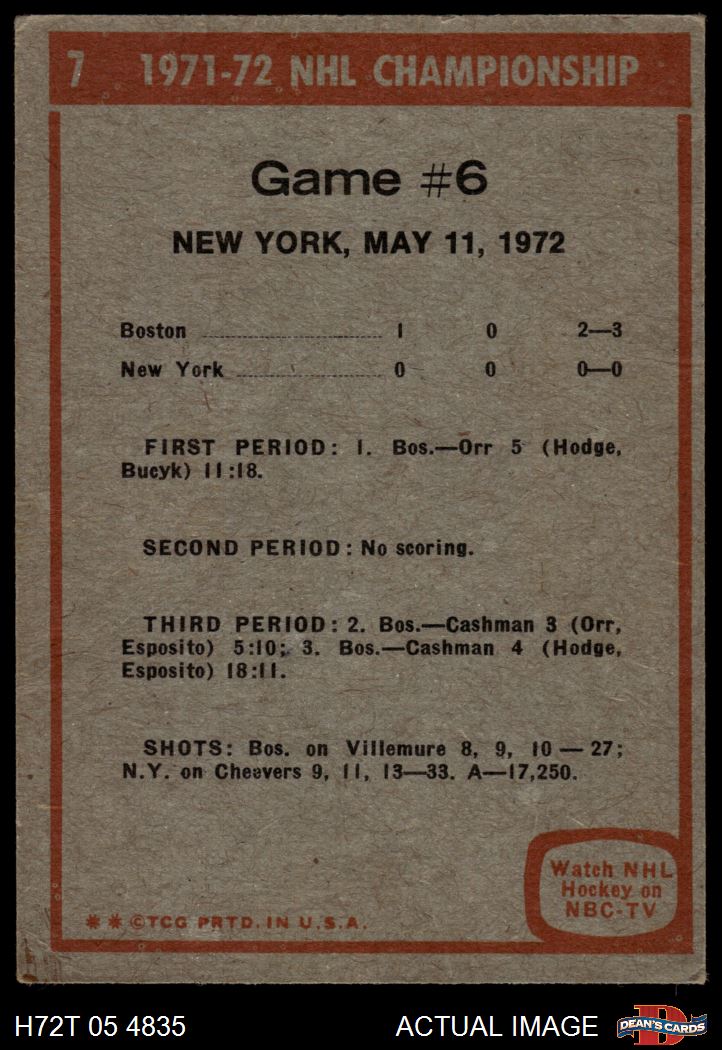 7 1971-72 NHL CHAMPIONSHIP
Game #6
NEW YORK, MAY 11, 1972
Boston 1 0 2—3
New York 0 0 0—0
FIRST PERIOD: 1. Bos.—Orr 5 (Hodge,
Bucyk) 11:18.
SECOND PERIOD: No scoring.
THIRD PERIOD: 2. Bos.—Cashman 3 (Orr,
Esposito) 5:10; 3. Bos.—Cashman 4 (Hodge,
Esposito) 18:11.
SHOTS: Bos. on Villemure 8, 9, 10 — 27;
N.Y. on Cheevers 9, 11, 13—33. A—17,250.
Watch NHL
Hockey on
NBC-TV
* * ©TCG PRTD. IN U.S.A.
H72T 05 4835 ACTUAL IMAGE D DEAN'S CARDS